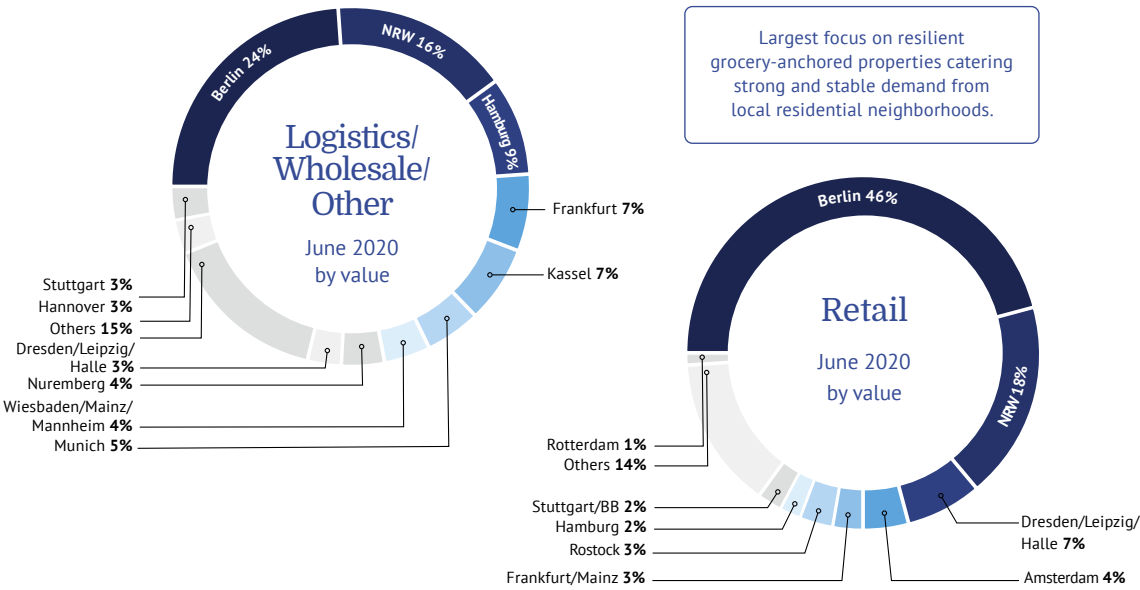 Berlin 24%
NRW 16%
Hamburg 9%
Logistics/
Wholesale/
Other
June 2020
by value
Frankfurt 7%
Kassel 7%
Stuttgart 3%
Hannover 3%
Others 15%
Dresden/Leipzig/
Halle 3%
Nuremberg 4%
Wiesbaden/Mainz/
Mannheim 4%
Munich 5%
Largest focus on resilient
grocery-anchored properties catering
strong and stable demand from
local residential neighborhoods.
Berlin 46%
NRW 18%
Retail
June 2020
by value
Rotterdam 1%
Others 14%
Stuttgart/BB 2%
Hamburg 2%
Rostock 3%
Frankfurt/Mainz 3%
Dresden/Leipzig/
Halle 7%
Amsterdam 4%